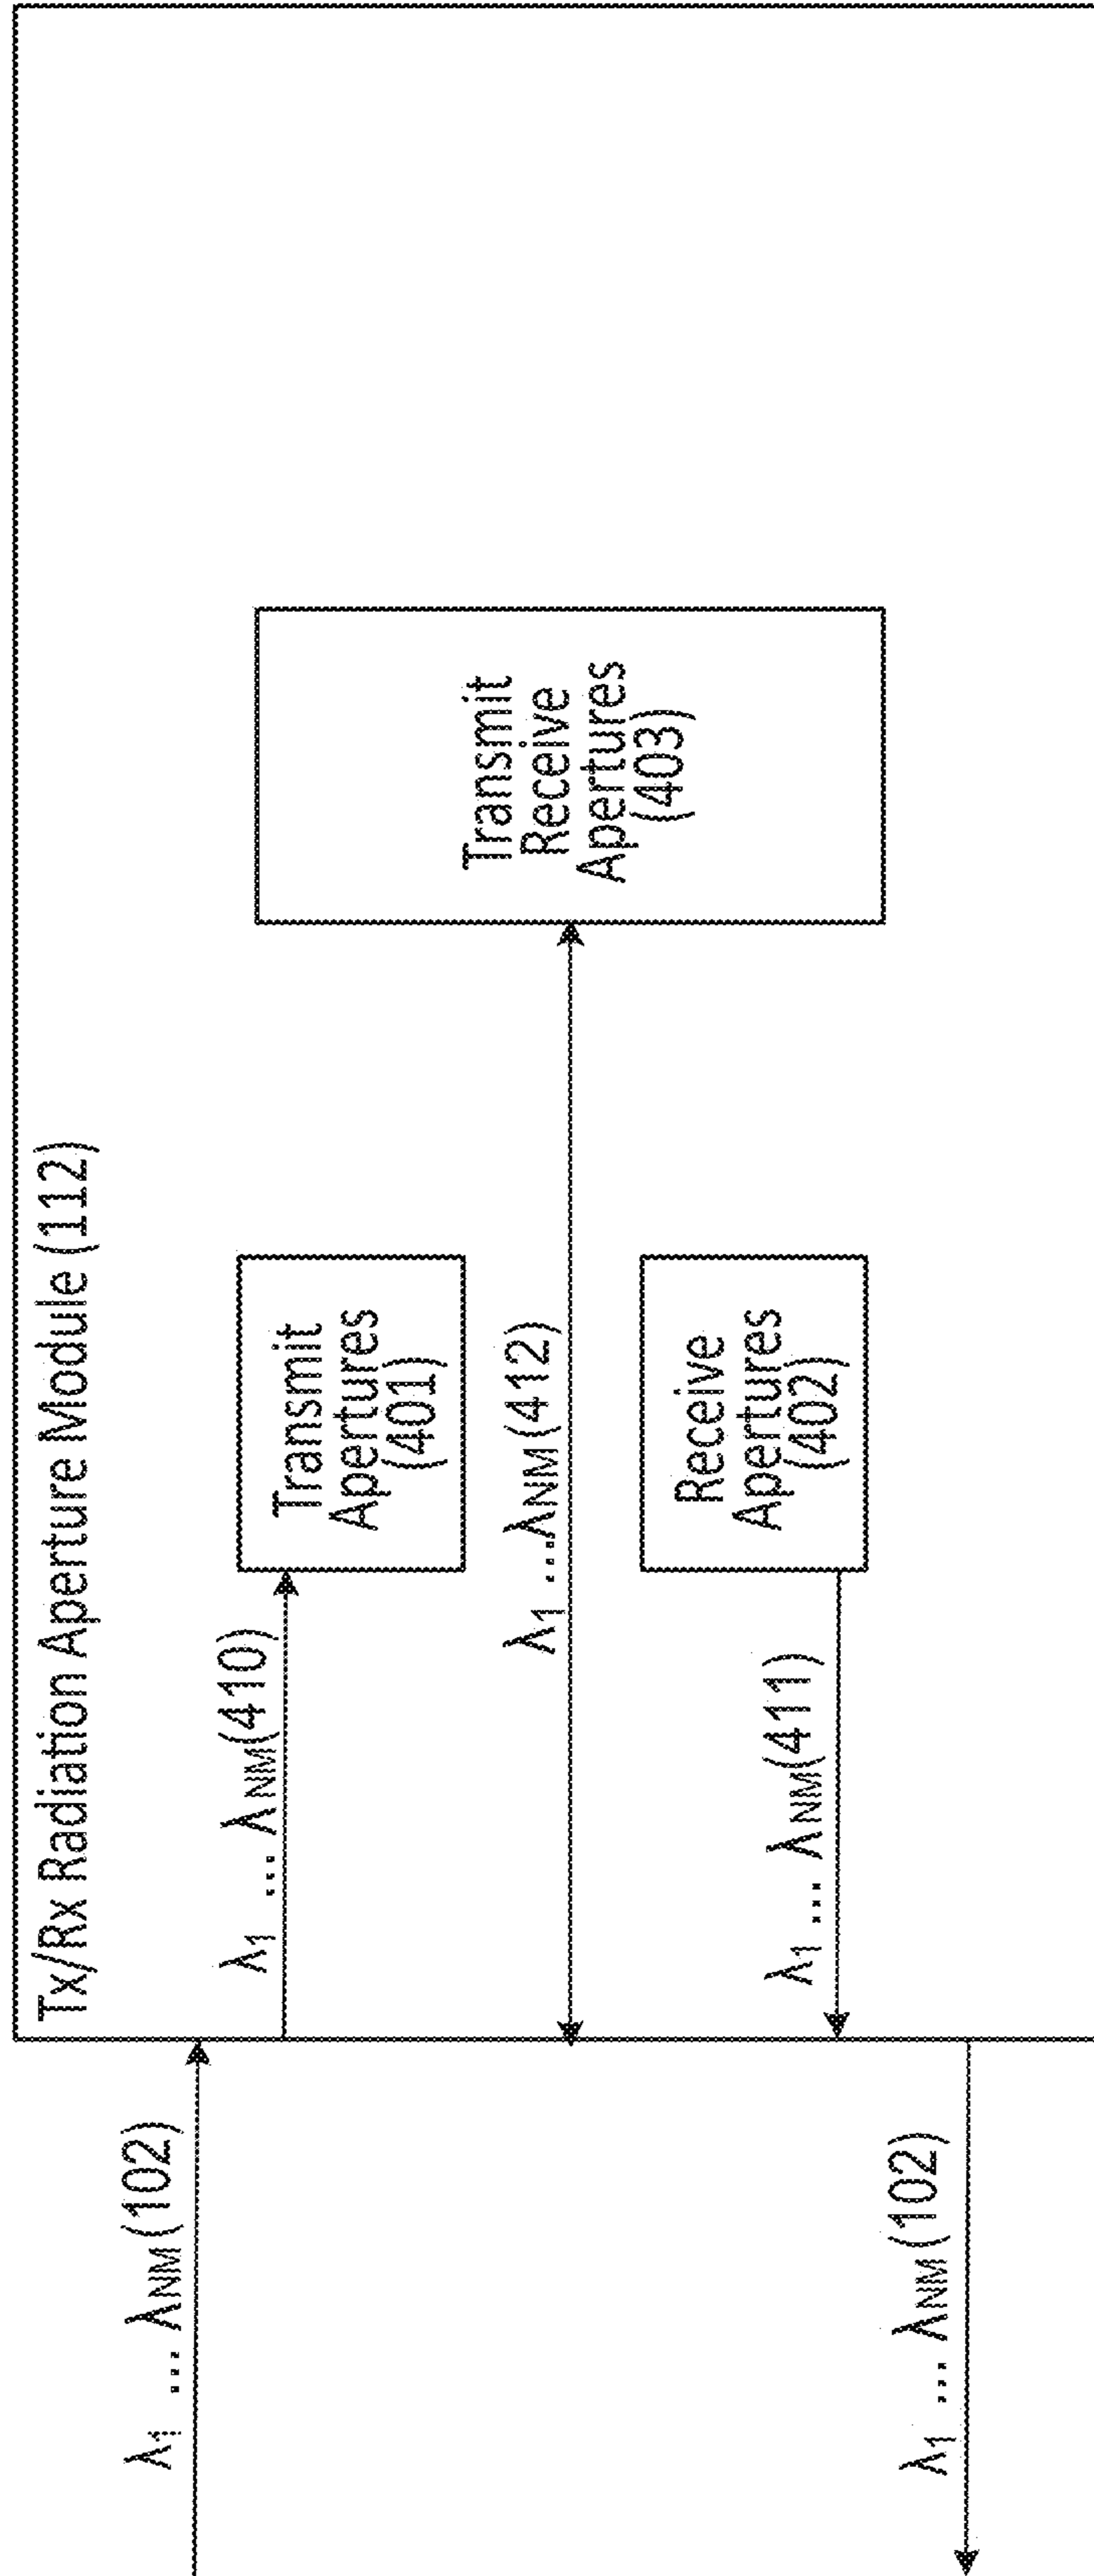 Tx/Rx Radiation Aperture Module (112)
λ1 ... λNM (102)
λ1 ... λNM (410)
Transmit
Apertures
(401)
λ1 ...λNM (412)
Transmit
Receive
Apertures
(403)
λ1 ... λNM (411)
Receive
Apertures
(402)
λ1 ... λNM (102)